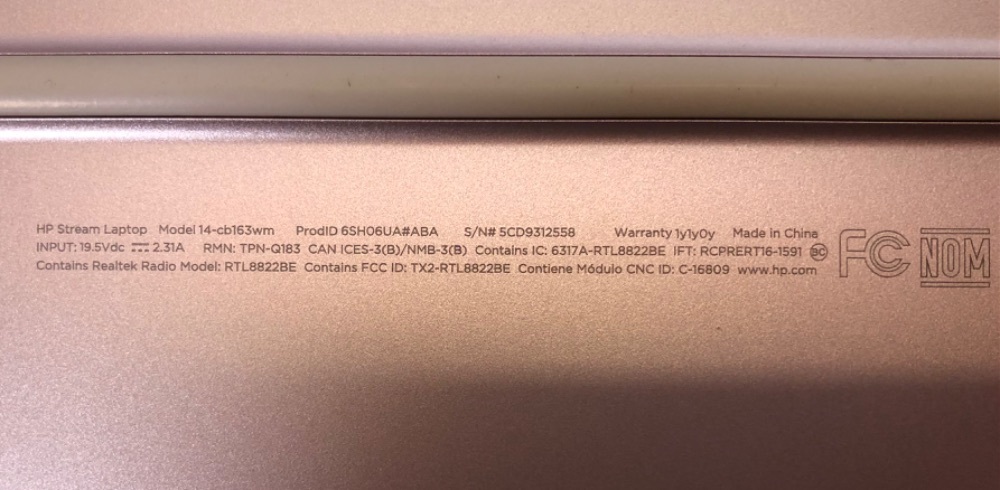 HP Stream Laptop Model 14-cb163wm ProdID 6SH06UA#ABA S/N# 5CD9312558 Warranty 1y1y0y Made in China
INPUT: 19.5Vdc ⎓ 2.31A RMN: TPN-Q183 CAN ICES-3(B)/NMB-3(B) Contains IC: 6317A-RTL8822BE IFT: RCPRERT16-1591 BC
Contains Realtek Radio Model: RTL8822BE Contains FCC ID: TX2-RTL8822BE Contiene Módulo CNC ID: C-16809 www.hp.com
FC NOM